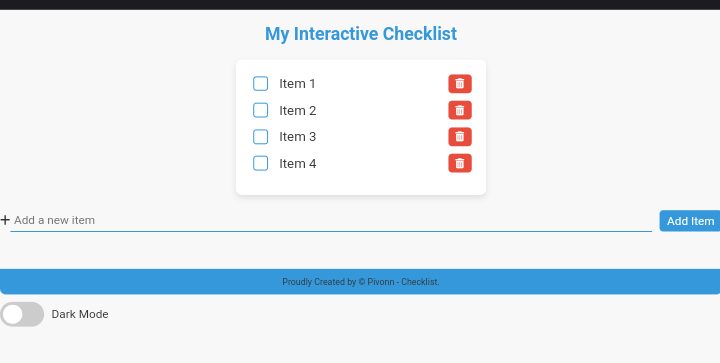 My Interactive Checklist
Item 1
Item 2
Item 3
Item 4
+ Add a new item
Add Item
Proudly Created by © Pivonn - Checklist.
Dark Mode